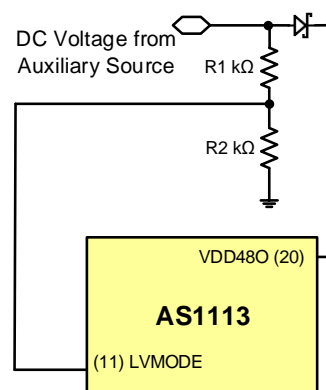 DC Voltage from
Auxiliary Source
R1 kΩ
R2 kΩ
VDD48O (20)
AS1113
(11) LVMODE